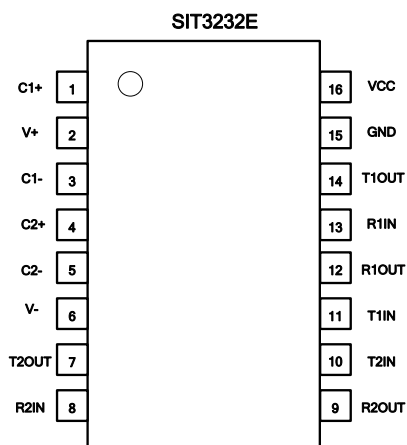 SIT3232E
C1+ 1 16 VCC
V+ 2 15 GND
C1- 3 14 T1OUT
C2+ 4 13 R1IN
C2- 5 12 R1OUT
V- 6 11 T1IN
T2OUT 7 10 T2IN
R2IN 8 9 R2OUT